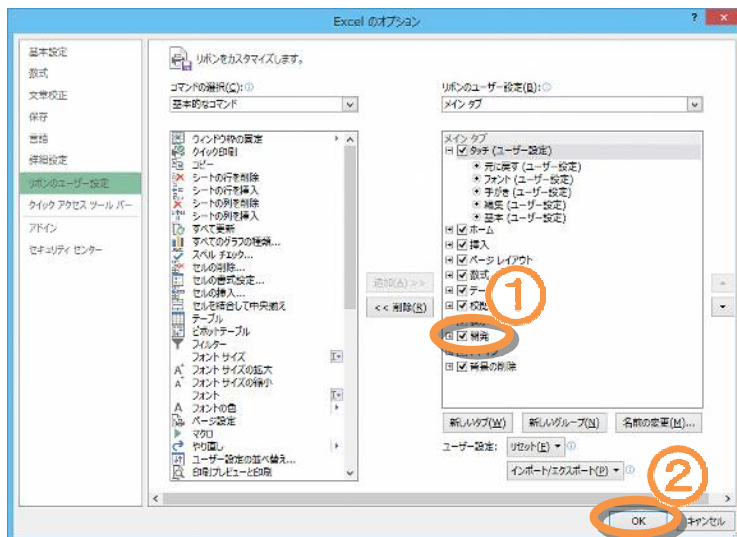 Excel のオプション
?
基本設定
数式
文章校正
保存
言語
詳細設定
リボンのユーザー設定
クイック アクセス ツール バー
アドイン
セキュリティ センター
リボンをカスタマイズします。
コマンドの選択(C):
基本的なコマンド
ウィンドウ枠の固定
クイック印刷
コピー
シートの行を削除
シートの行を挿入
シートの列を削除
シートの列を挿入
すべて更新
すべてのグラフの種類...
スペル チェック...
セルの削除...
セルの書式設定...
セルの挿入...
セルを結合して中央揃え
テーブル
ピボットテーブル
フィルター
フォント サイズ
フォント サイズの拡大
フォント サイズの縮小
フォント
フォントの色
ページ設定
マクロ
やり直し
ユーザー設定の並べ替え...
印刷プレビューと印刷
追加(A) >>
<< 削除(R)
リボンのユーザー設定(B):
メイン タブ
メイン タブ
タッチ (ユーザー設定)
元に戻す (ユーザー設定)
フォント (ユーザー設定)
手がき (ユーザー設定)
編集 (ユーザー設定)
基本 (ユーザー設定)
ホーム
挿入
ページ レイアウト
数式
デー
校閲
①
開発
背景の削除
新しいタブ(W)
新しいグループ(N)
名前の変更(M)...
ユーザー設定:
リセット(E)
インポート/エクスポート(P)
②
OK
キャンセル